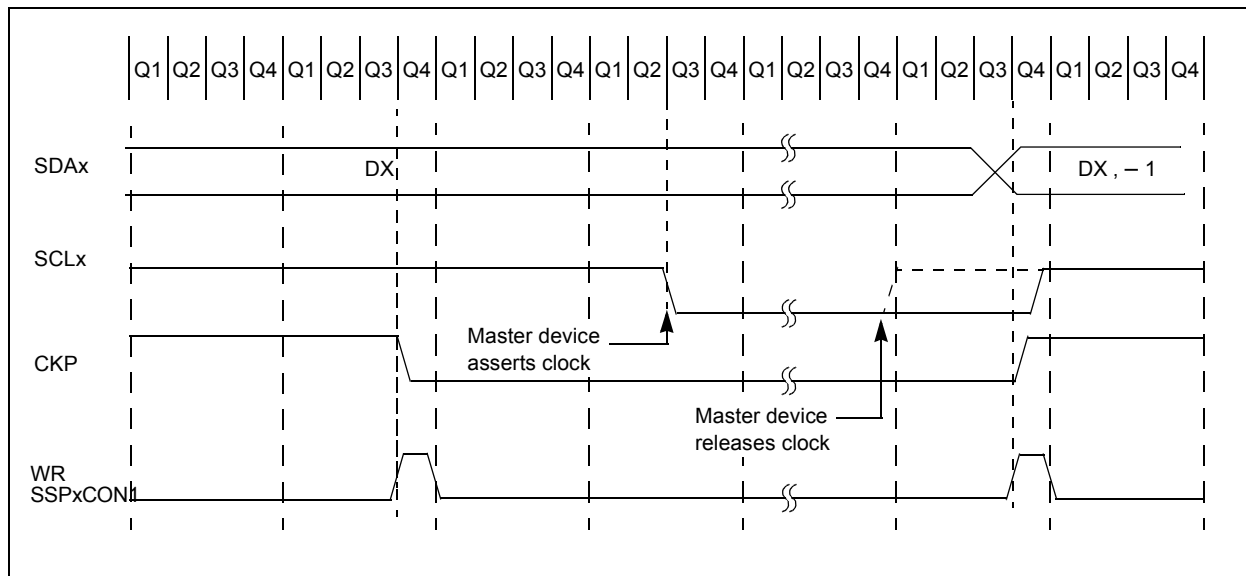 Q1 Q2 Q3 Q4 Q1 Q2 Q3 Q4 Q1 Q2 Q3 Q4 Q1 Q2 Q3 Q4 Q1 Q2 Q3 Q4 Q1 Q2 Q3 Q4 Q1 Q2 Q3 Q4
SDAx
DX
DX , – 1
SCLx
Master device
asserts clock
CKP
Master device
releases clock
WR
SSPxCON1